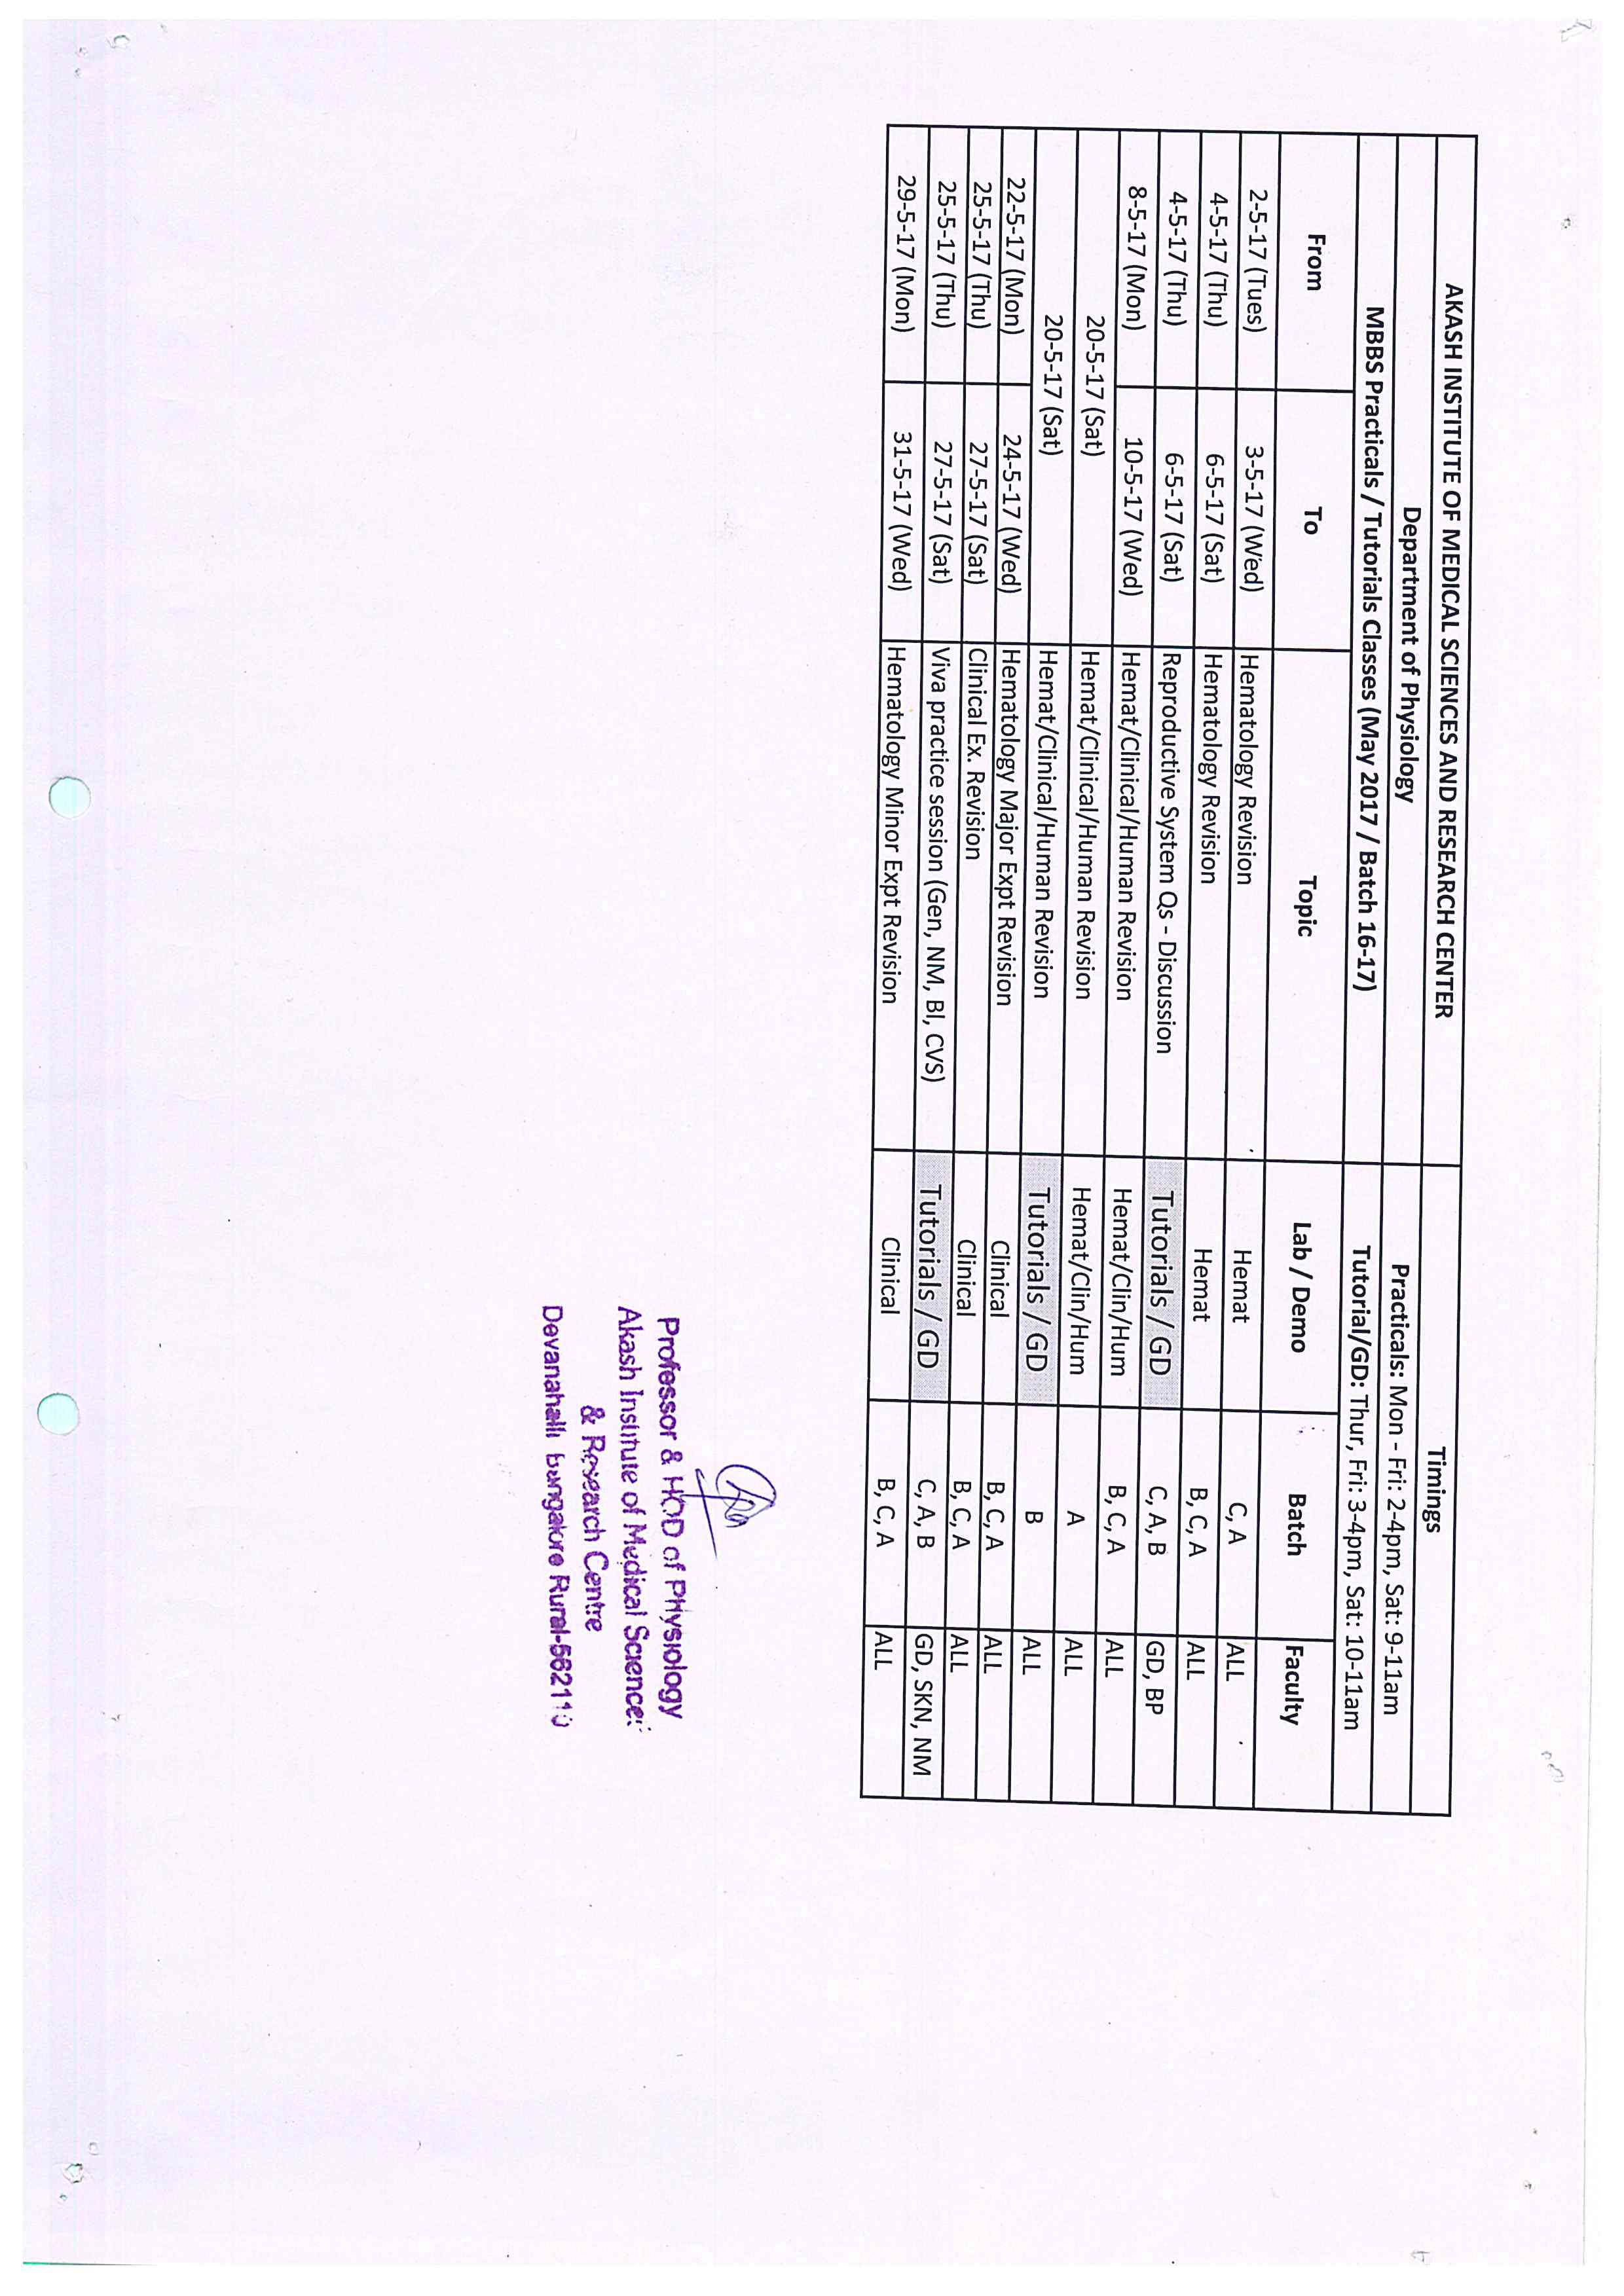 AKASH INSTITUTE OF MEDICAL SCIENCES AND RESEARCH CENTER Timings
Department of Physiology Practicals: Mon - Fri: 2-4pm, Sat: 9-11am
MBBS Practicals / Tutorials Classes (May 2017 / Batch 16-17) Tutorial/GD: Thur, Fri: 3-4pm, Sat: 10-11am
From To Topic Lab / Demo Batch Faculty
2-5-17 (Tues) 3-5-17 (Wed) Hematology Revision Hemat C, A ALL
4-5-17 (Thu) 6-5-17 (Sat) Hematology Revision Hemat B, C, A ALL
4-5-17 (Thu) 6-5-17 (Sat) Reproductive System Qs - Discussion Tutorials / GD C, A, B GD, BP
8-5-17 (Mon) 10-5-17 (Wed) Hemat/Clinical/Human Revision Hemat/Clin/Hum B, C, A ALL
20-5-17 (Sat) Hemat/Clinical/Human Revision Hemat/Clin/Hum A ALL
20-5-17 (Sat) Hemat/Clinical/Human Revision Tutorials / GD B ALL
22-5-17 (Mon) 24-5-17 (Wed) Hematology Major Expt Revision Clinical B, C, A ALL
25-5-17 (Thu) 27-5-17 (Sat) Clinical Ex. Revision Clinical B, C, A ALL
25-5-17 (Thu) 27-5-17 (Sat) Viva practice session (Gen, NM, Bl, CVS) Tutorials / GD C, A, B GD, SKN, NM
29-5-17 (Mon) 31-5-17 (Wed) Hematology Minor Expt Revision Clinical B, C, A ALL
Professor & HOD of Physiology
Akash Institute of Medical Sciences
& Research Centre
Devanahalli Bangalore Rural-562110